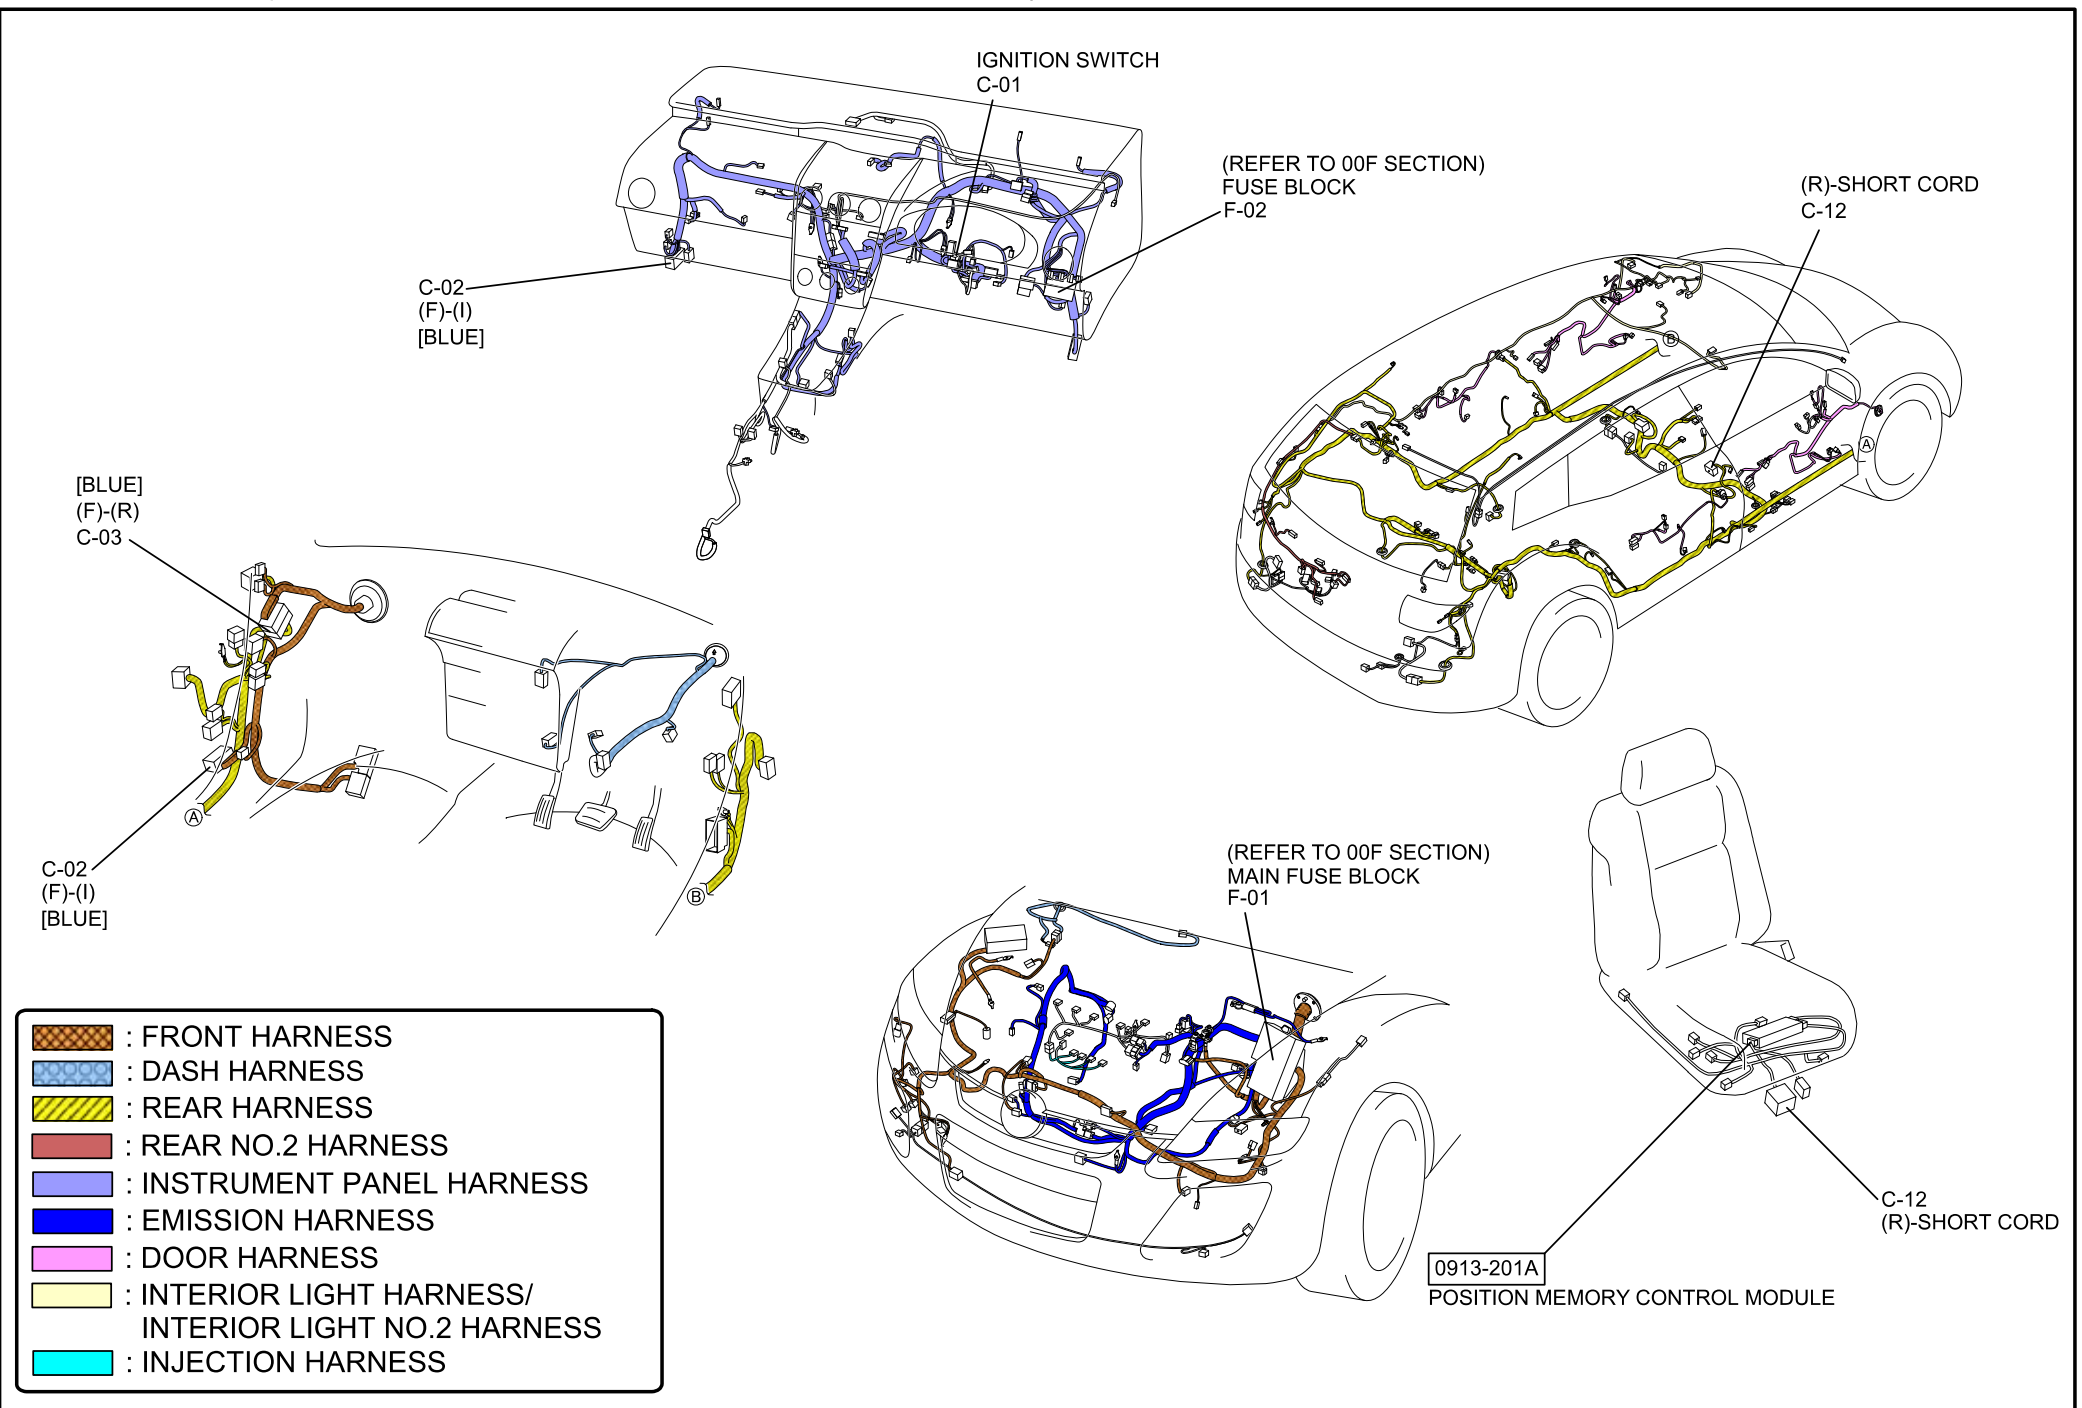 IGNITION SWITCH
C-01
(REFER TO 00F SECTION)
FUSE BLOCK
F-02
(R)-SHORT CORD
C-12
C-02
(F)-(I)
[BLUE]
B
A
[BLUE]
(F)-(R)
C-03
A
B
C-02
(F)-(I)
[BLUE]
(REFER TO 00F SECTION)
MAIN FUSE BLOCK
F-01
C-12
(R)-SHORT CORD
0913-201A
POSITION MEMORY CONTROL MODULE
: FRONT HARNESS
: DASH HARNESS
: REAR HARNESS
: REAR NO.2 HARNESS
: INSTRUMENT PANEL HARNESS
: EMISSION HARNESS
: DOOR HARNESS
: INTERIOR LIGHT HARNESS/
INTERIOR LIGHT NO.2 HARNESS
: INJECTION HARNESS